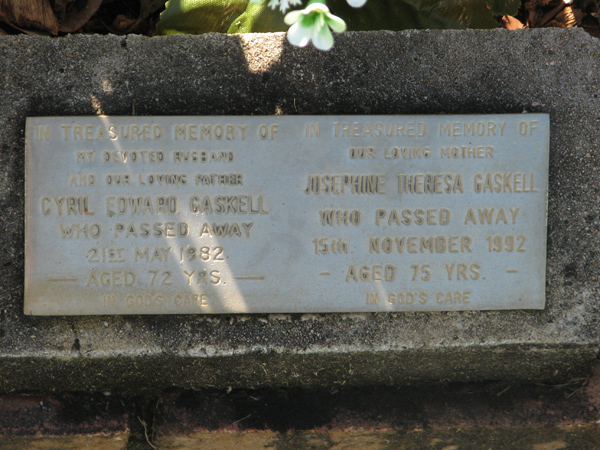 IN TREASURED MEMORY OF
MY DEVOTED HUSBAND
AND OUR LOVING FATHER
CYRIL EDWARD GASKELL
WHO PASSED AWAY
21ST MAY 1982
— AGED 72 YRS. —
IN GOD'S CARE
IN TREASURED MEMORY OF
OUR LOVING MOTHER
JOSEPHINE THERESA GASKELL
WHO PASSED AWAY
15TH NOVEMBER 1992
– AGED 75 YRS. –
IN GOD'S CARE